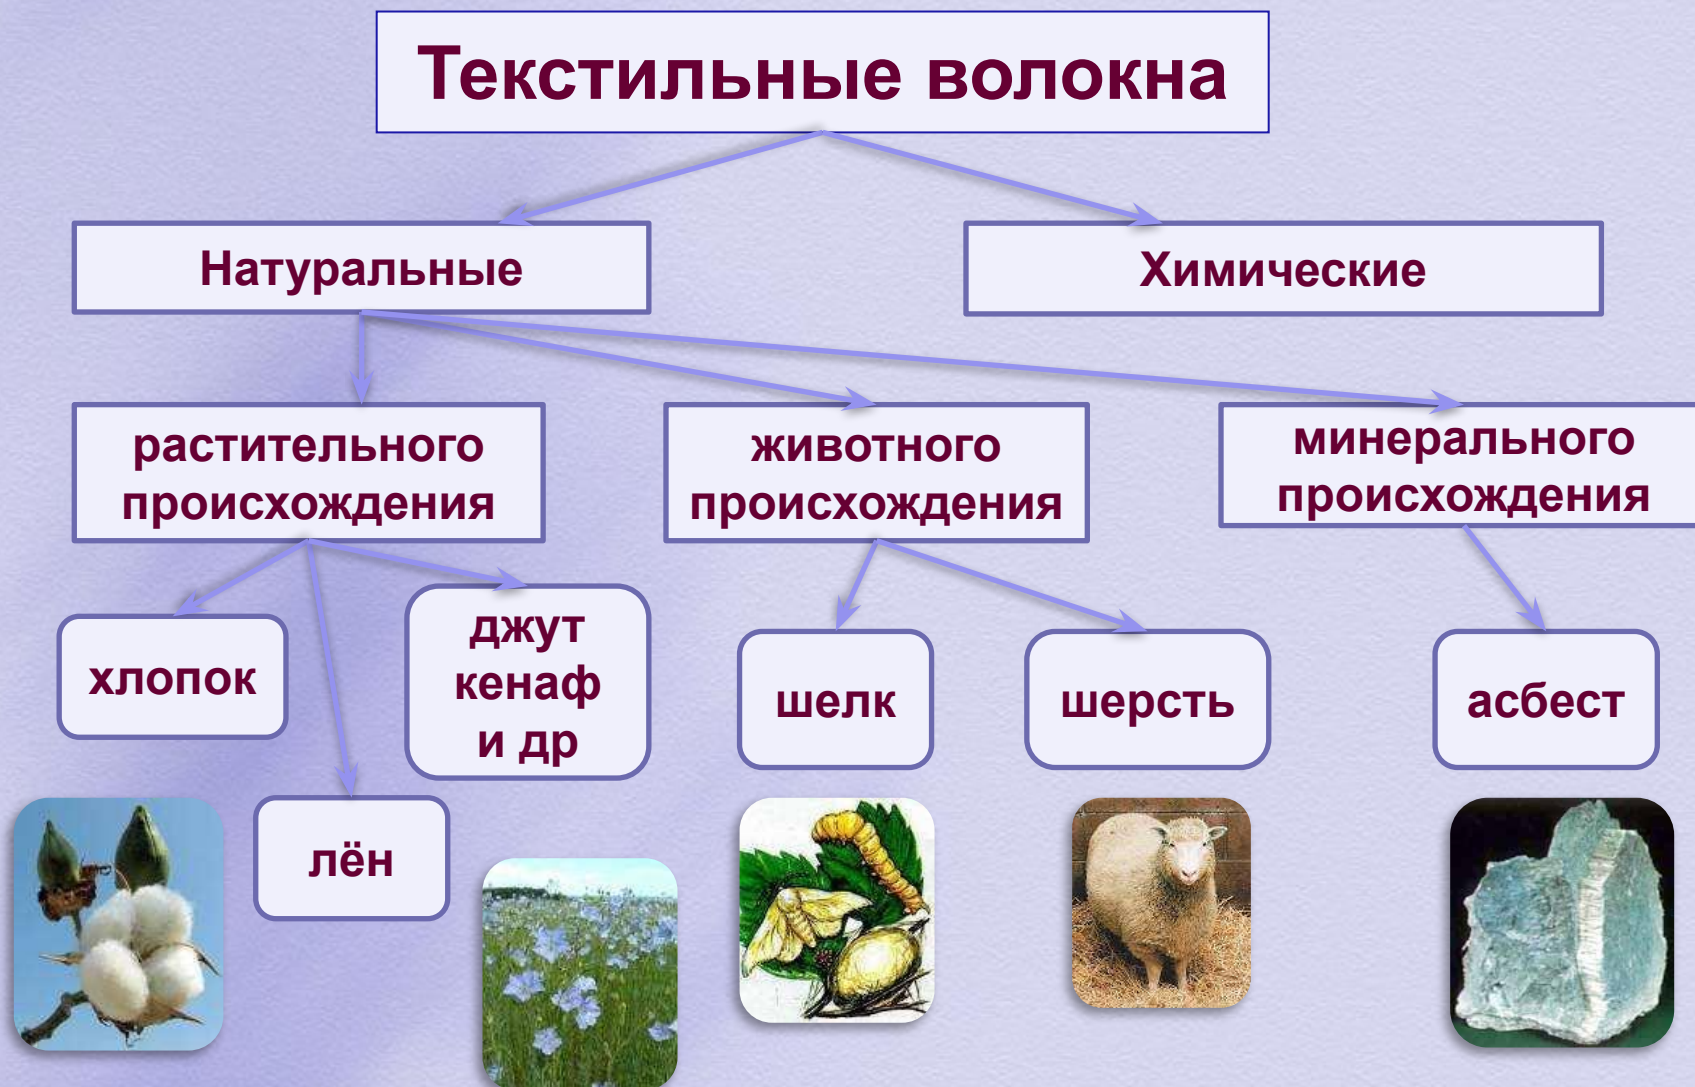 Текстильные волокна
Натуральные
Химические
растительного
происхождения
животного
происхождения
минерального
происхождения
хлопок
джут
кенаф
и др
лён
шелк
шерсть
асбест